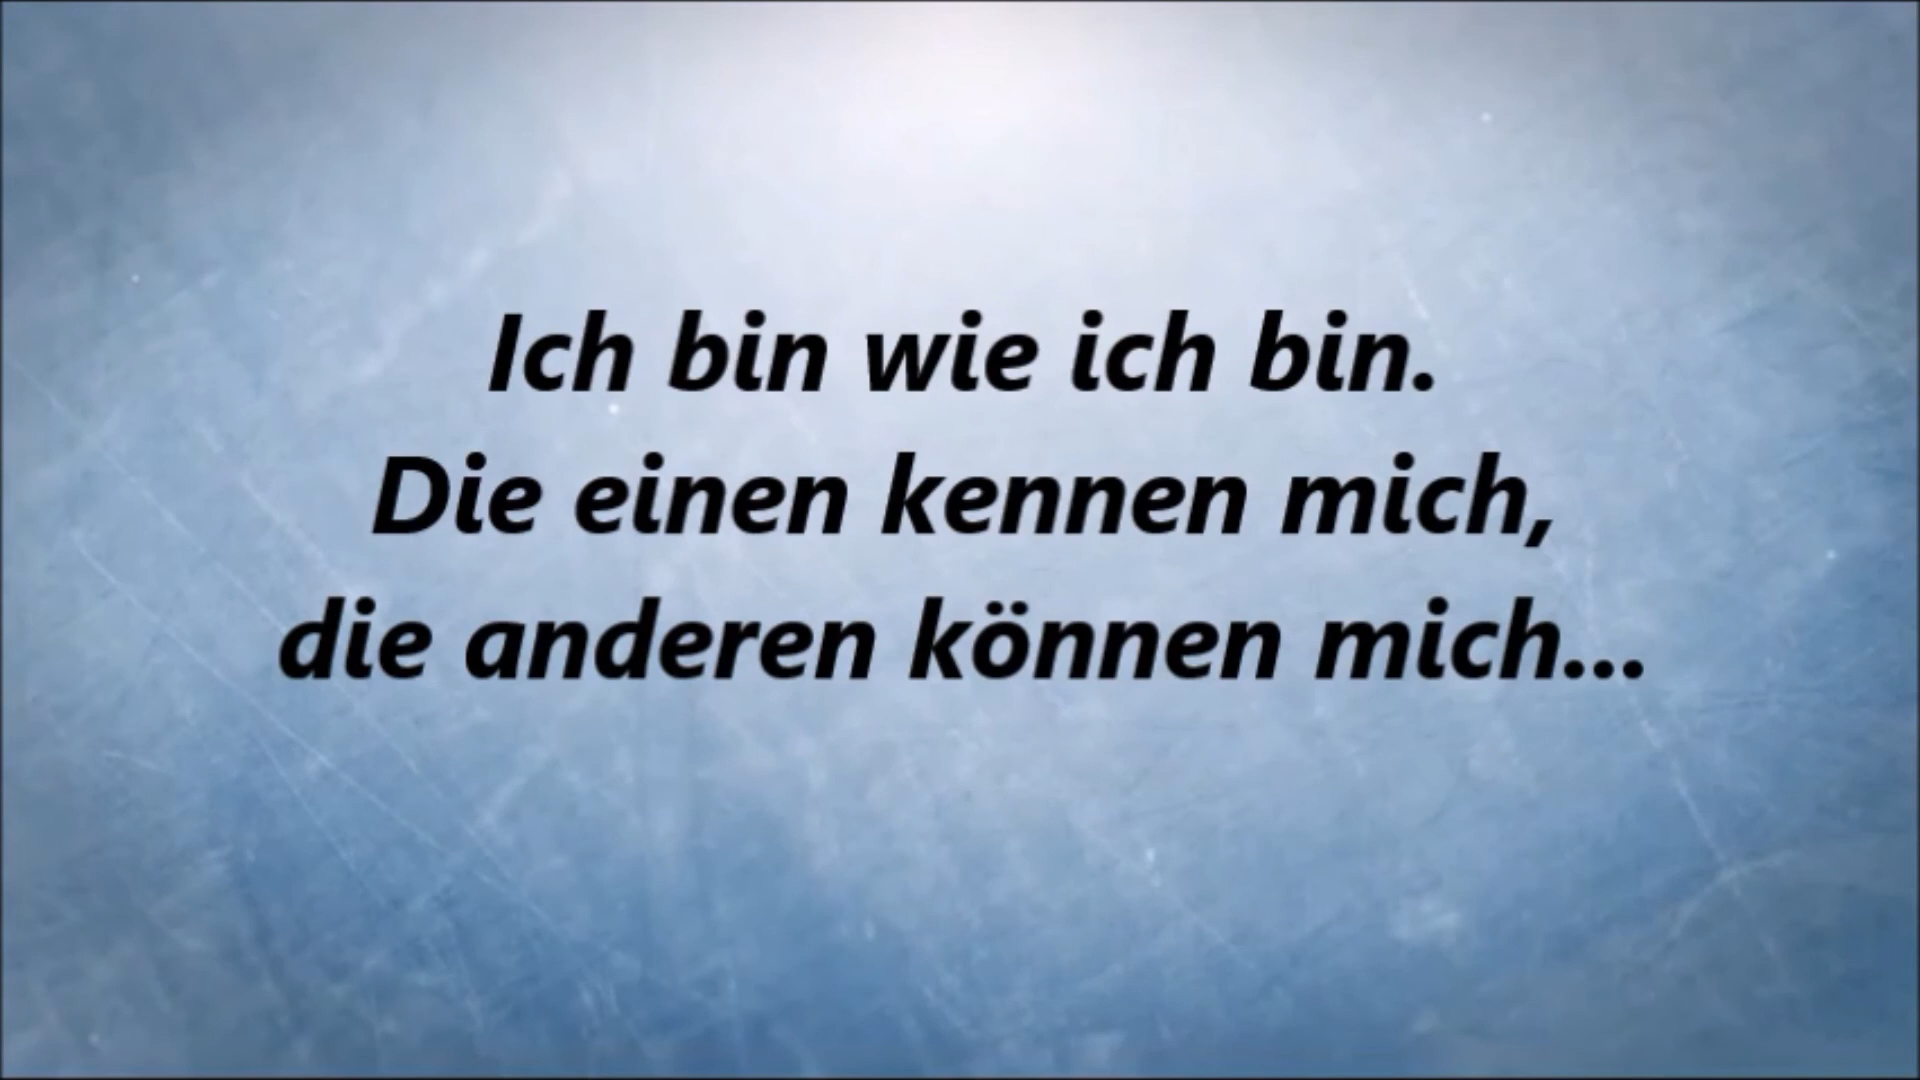 Ich bin wie ich bin.
Die einen kennen mich,
die anderen können mich...